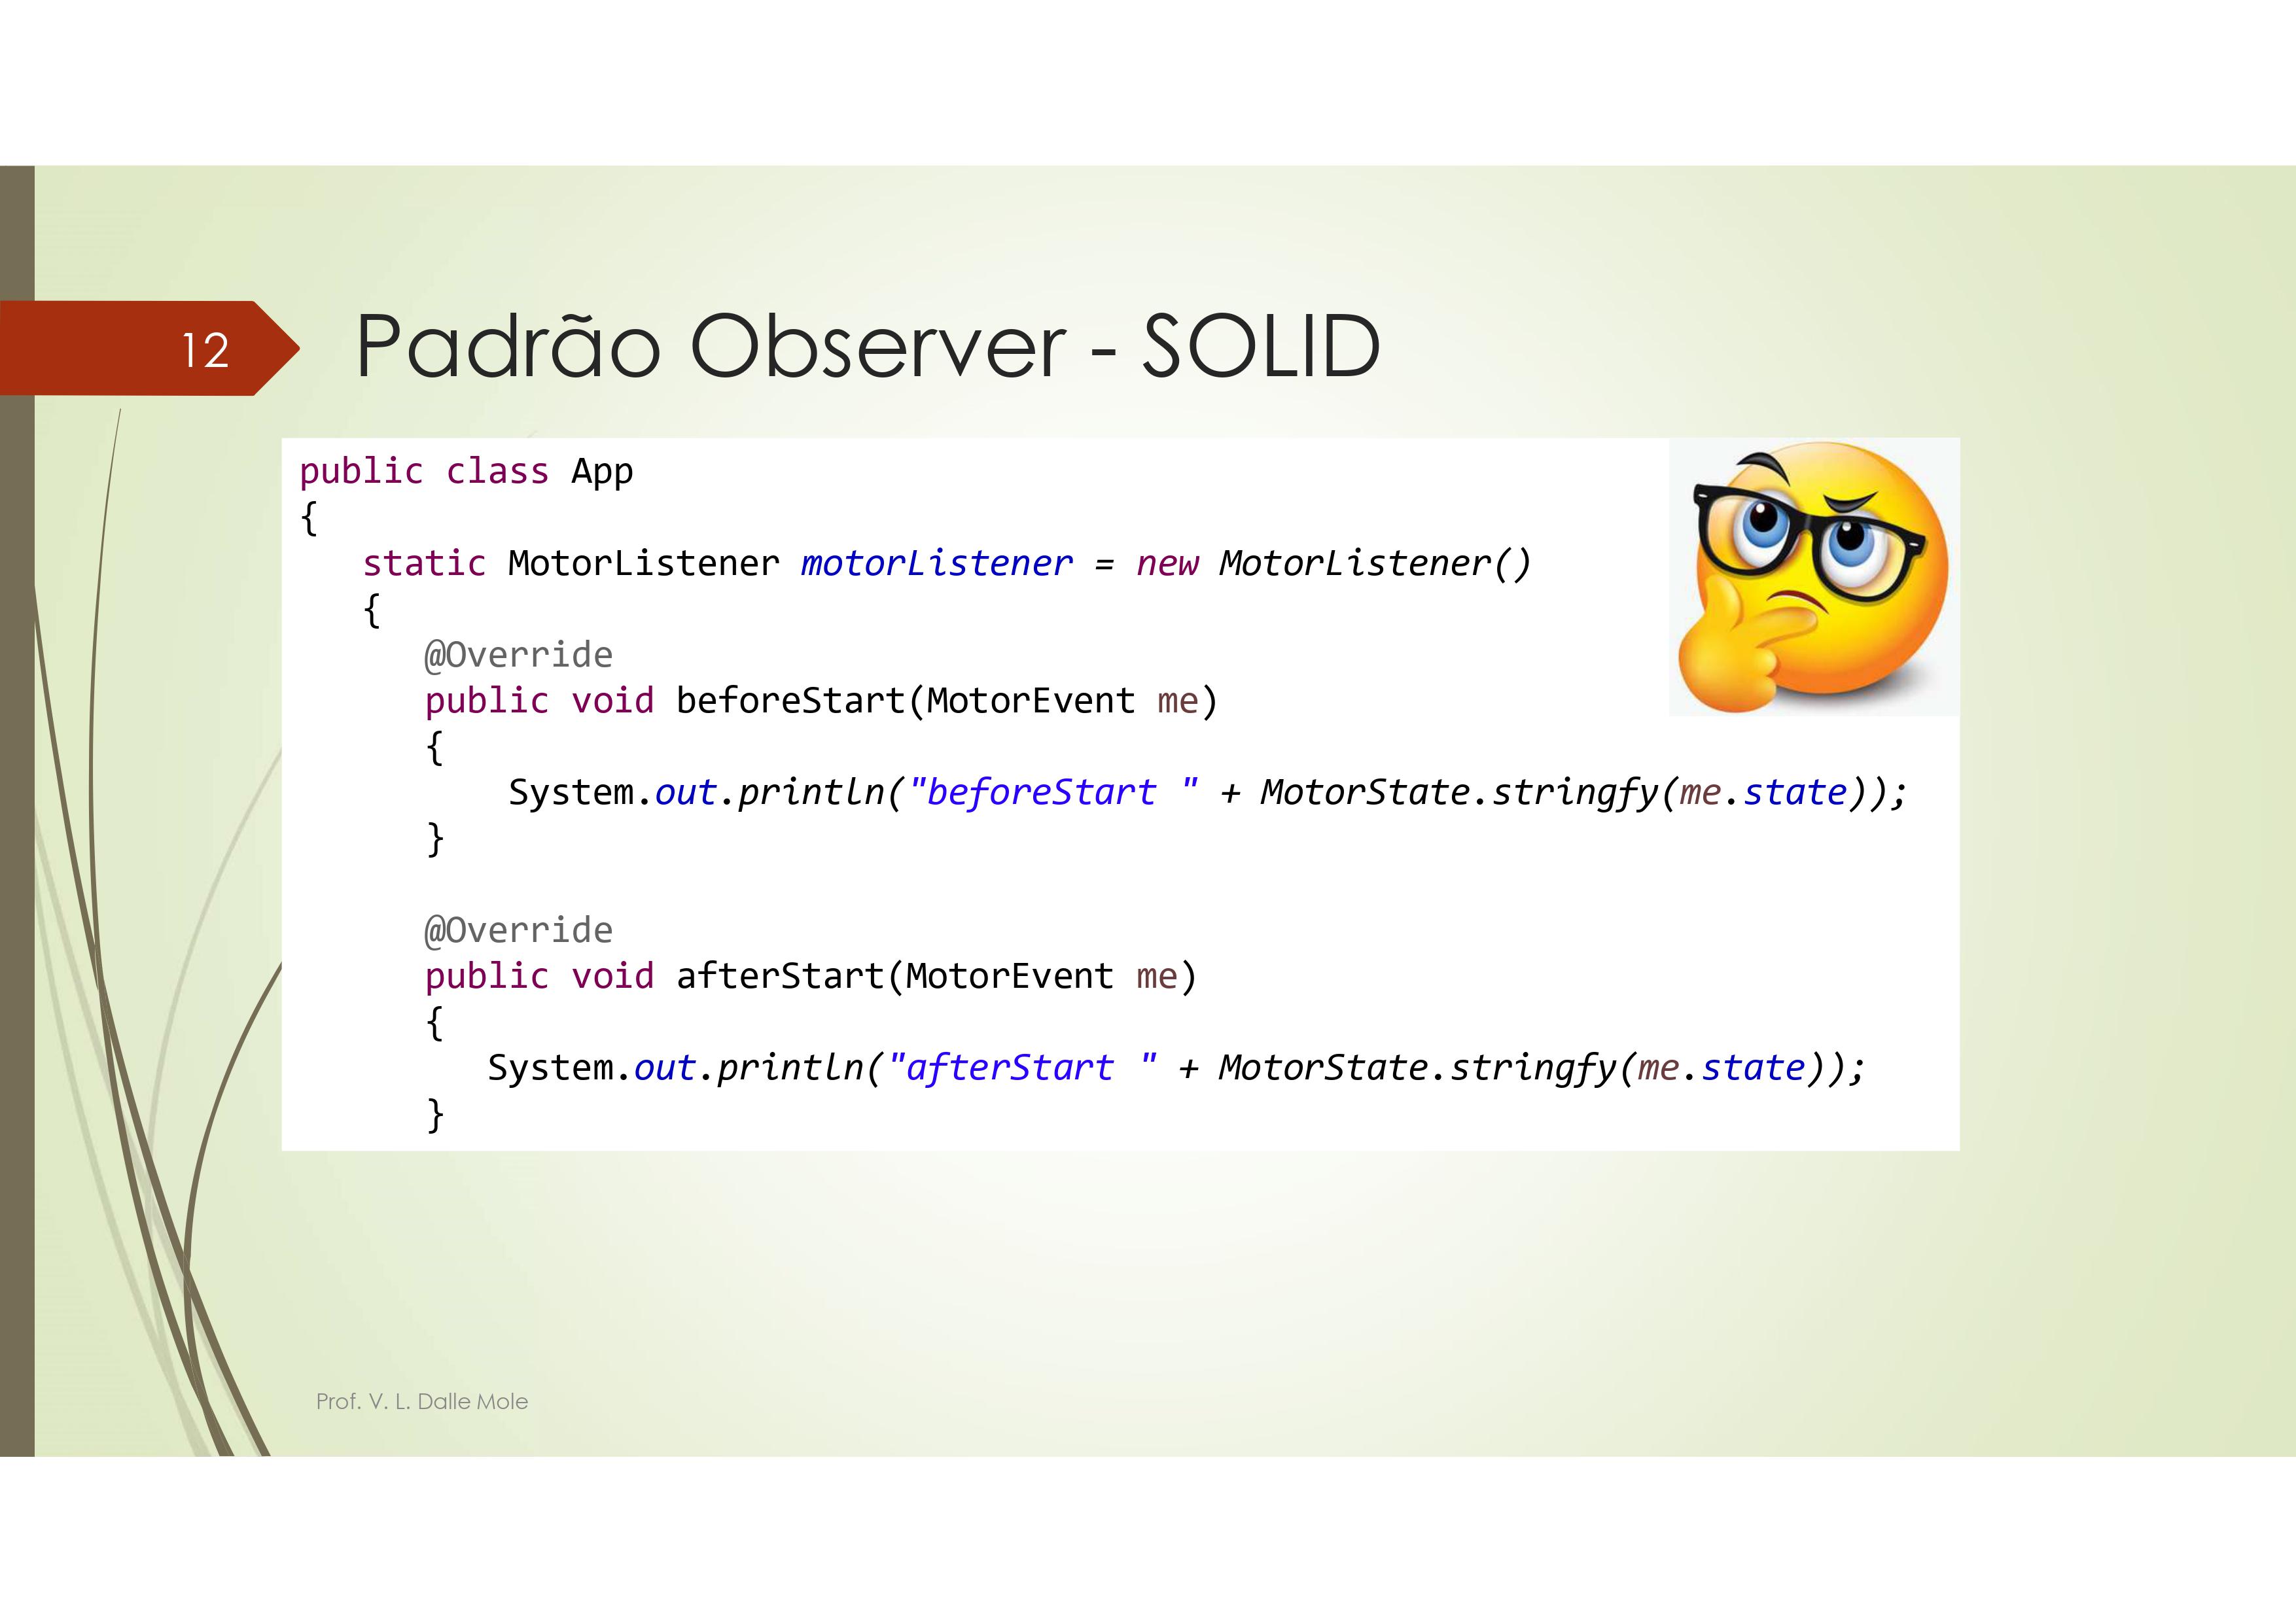 12
Padrão Observer - SOLID
public class App
{
   static MotorListener motorListener = new MotorListener()
   {
      @Override
      public void beforeStart(MotorEvent me)
      {
          System.out.println("beforeStart " + MotorState.stringfy(me.state));
      }

      @Override
      public void afterStart(MotorEvent me)
      {
         System.out.println("afterStart " + MotorState.stringfy(me.state));
      }
Prof. V. L. Dalle Mole